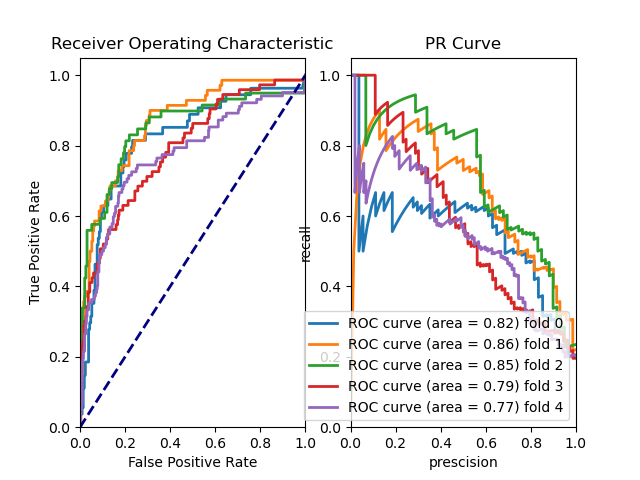 Receiver Operating Characteristic
PR Curve
1.0
0.8
0.6
0.4
0.2
0.0
True Positive Rate
0.0
0.2
0.4
0.6
0.8
1.0
False Positive Rate
1.0
0.8
0.6
0.4
0.2
0.0
recall
0.0
0.2
0.4
0.6
0.8
1.0
prescision
ROC curve (area = 0.82) fold 0
ROC curve (area = 0.86) fold 1
ROC curve (area = 0.85) fold 2
ROC curve (area = 0.79) fold 3
ROC curve (area = 0.77) fold 4